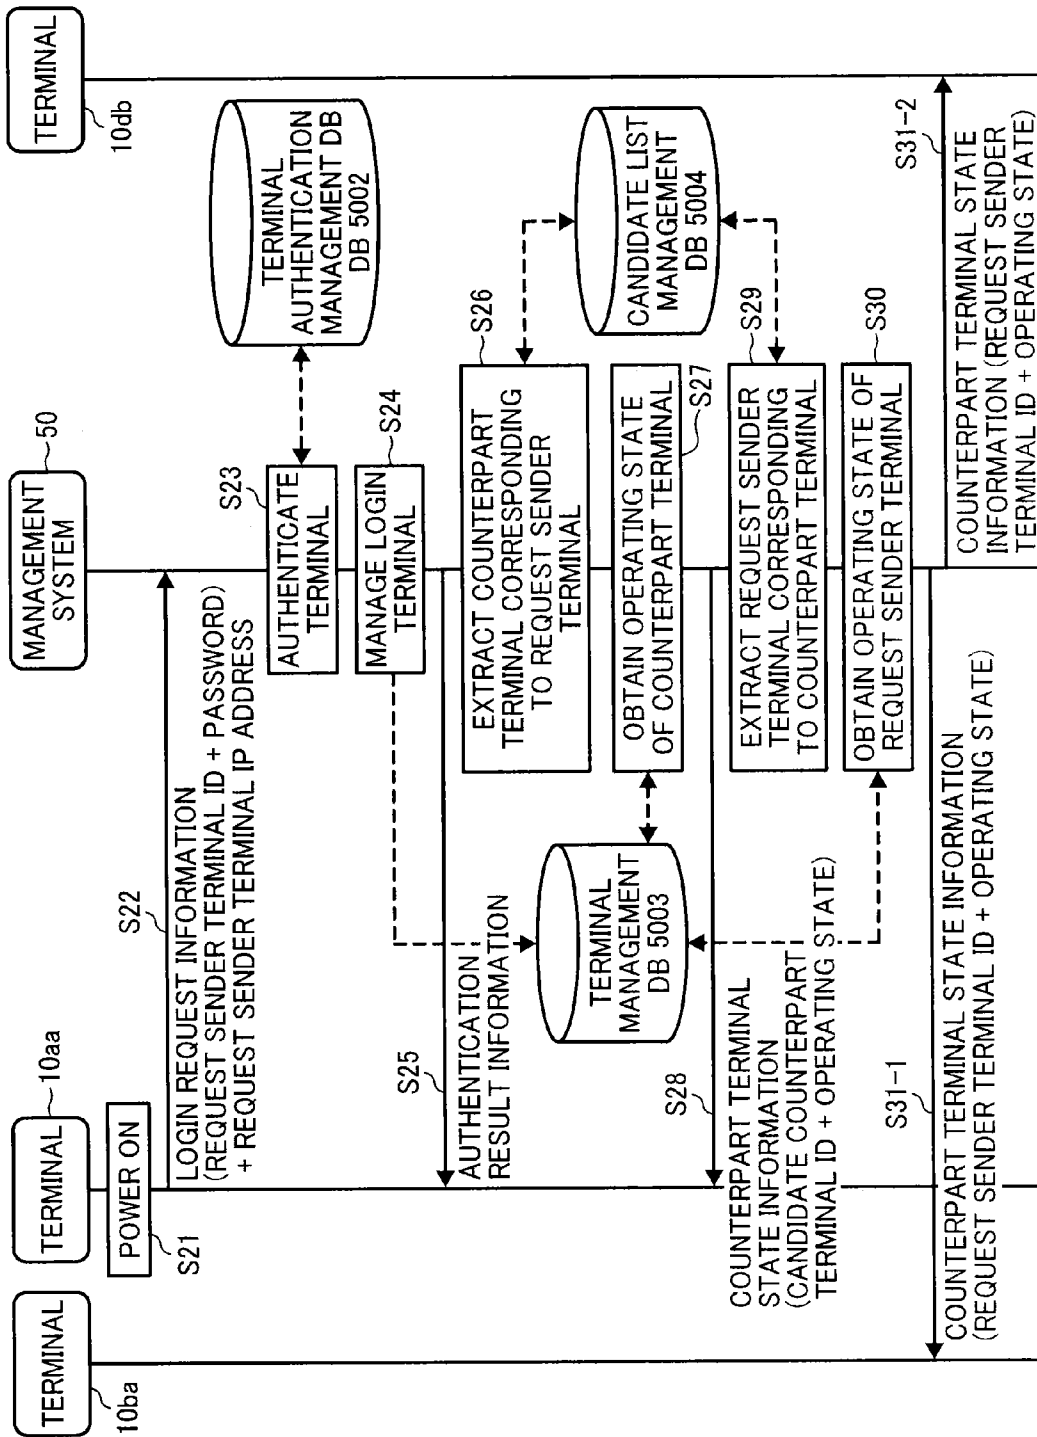 TERMINAL
10ba
TERMINAL
10aa
MANAGEMENT
SYSTEM
50
TERMINAL
10db
POWER ON
S21
S22
LOGIN REQUEST INFORMATION
(REQUEST SENDER TERMINAL ID + PASSWORD)
+ REQUEST SENDER TERMINAL IP ADDRESS
S23
AUTHENTICATE
TERMINAL
TERMINAL
AUTHENTICATION
MANAGEMENT DB
DB 5002
S24
MANAGE LOGIN
TERMINAL
S25
AUTHENTICATION
RESULT INFORMATION
S26
EXTRACT COUNTERPART
TERMINAL CORRESPONDING
TO REQUEST SENDER
TERMINAL
CANDIDATE LIST
MANAGEMENT
DB 5004
TERMINAL
MANAGEMENT
DB 5003
OBTAIN OPERATING STATE
OF COUNTERPART TERMINAL
S27
S28
COUNTERPART TERMINAL
STATE INFORMATION
(CANDIDATE COUNTERPART
TERMINAL ID + OPERATING STATE)
S29
EXTRACT REQUEST SENDER
TERMINAL CORRESPONDING
TO COUNTERPART TERMINAL
S30
OBTAIN OPERATING STATE OF
REQUEST SENDER TERMINAL
S31-1
COUNTERPART TERMINAL STATE INFORMATION
(REQUEST SENDER TERMINAL ID + OPERATING STATE)
S31-2
COUNTERPART TERMINAL STATE
INFORMATION (REQUEST SENDER
TERMINAL ID + OPERATING STATE)